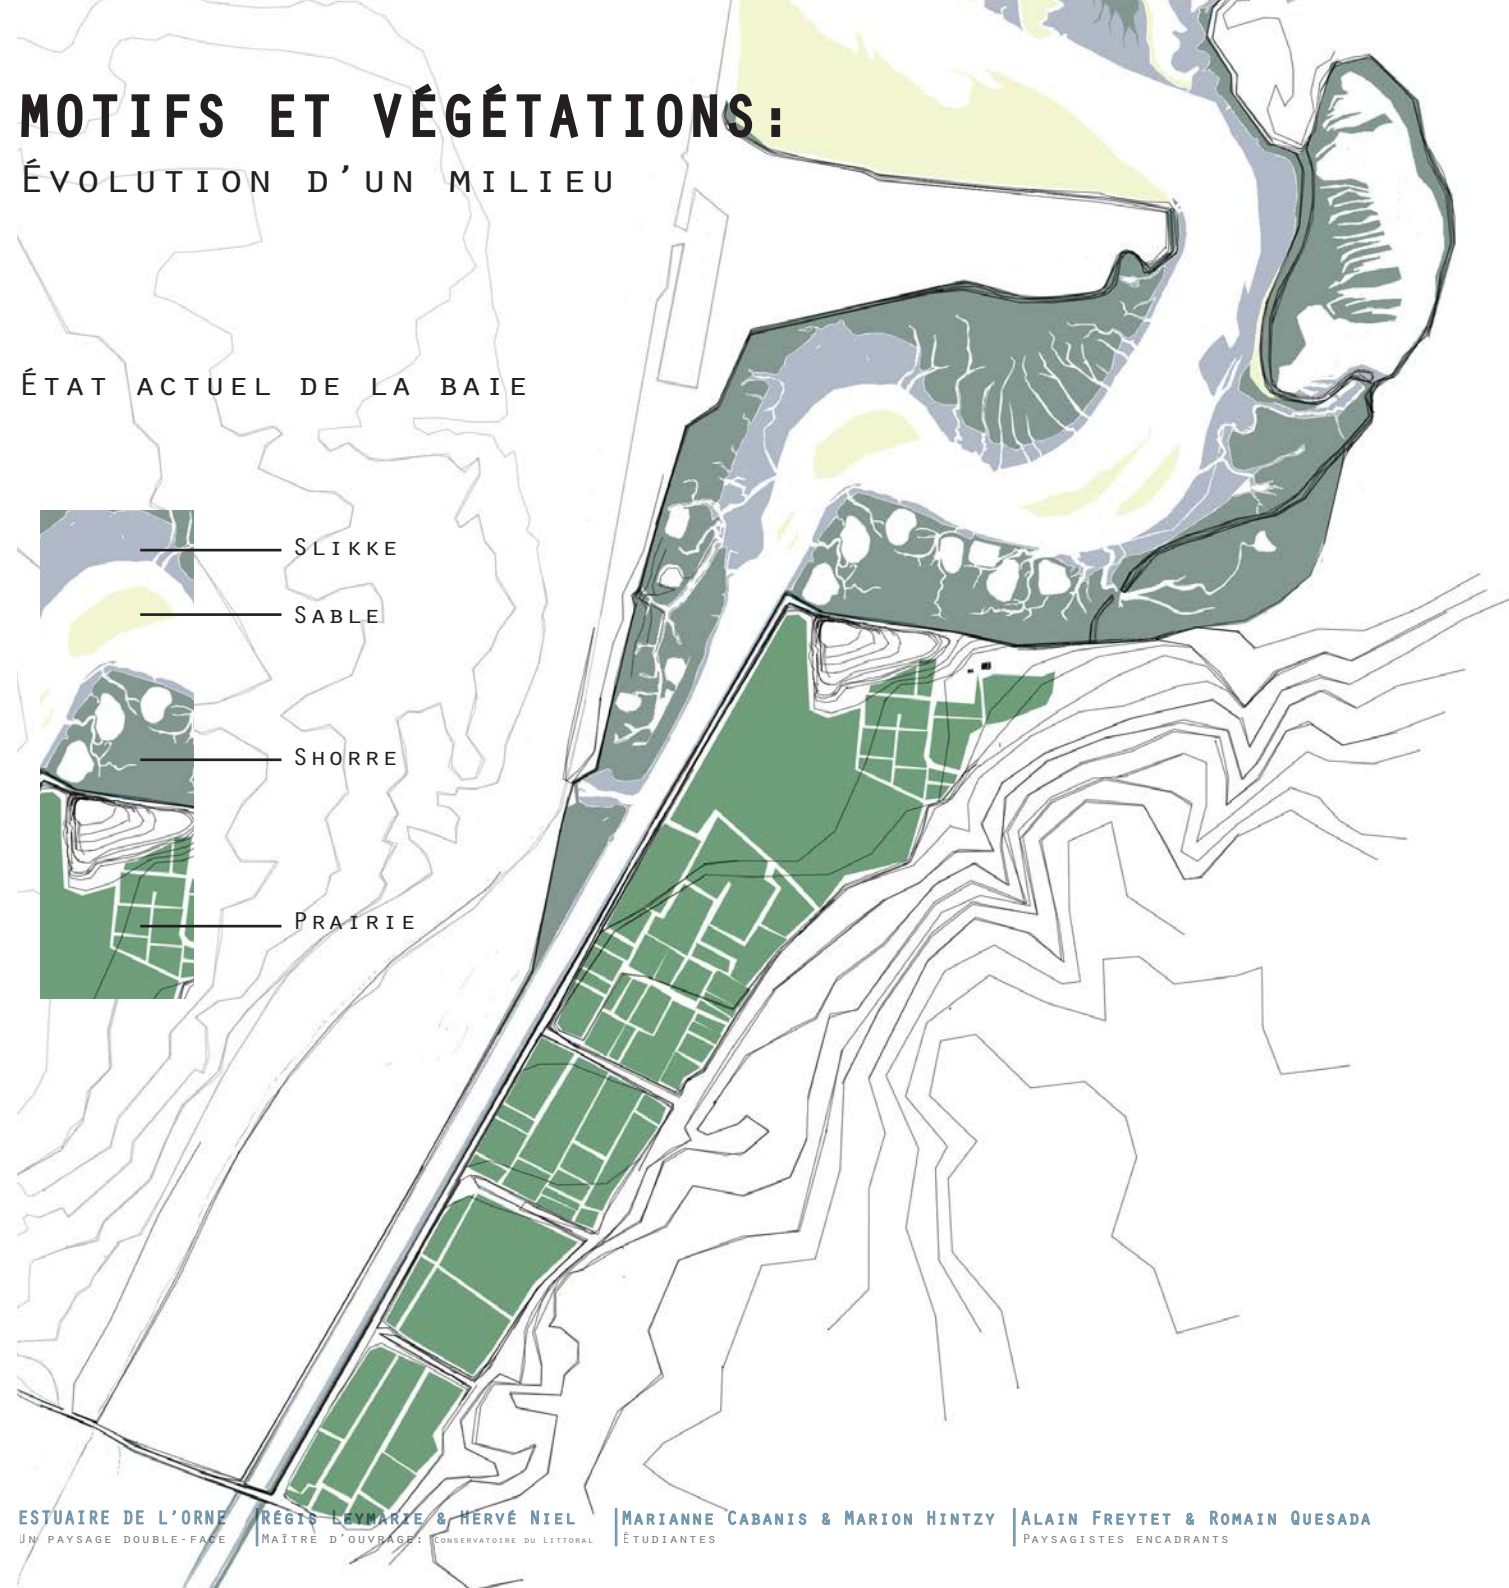 MOTIFS ET VÉGÉTATIONS:
ÉVOLUTION D'UN MILIEU
ÉTAT ACTUEL DE LA BAIE
SLIKKE
SABLE
SHORRE
PRAIRIE
ESTUAIRE DE L'ORNE
UN PAYSAGE DOUBLE-FACE
RÉGIS LEYMARIE & HERVÉ NIEL
MAÎTRE D'OUVRAGE: CONSERVATOIRE DU LITTORAL
MARIANNE CABANIS & MARION HINTZY
ÉTUDIANTES
ALAIN FREYTET & ROMAIN QUESADA
PAYSAGISTES ENCADRANTS